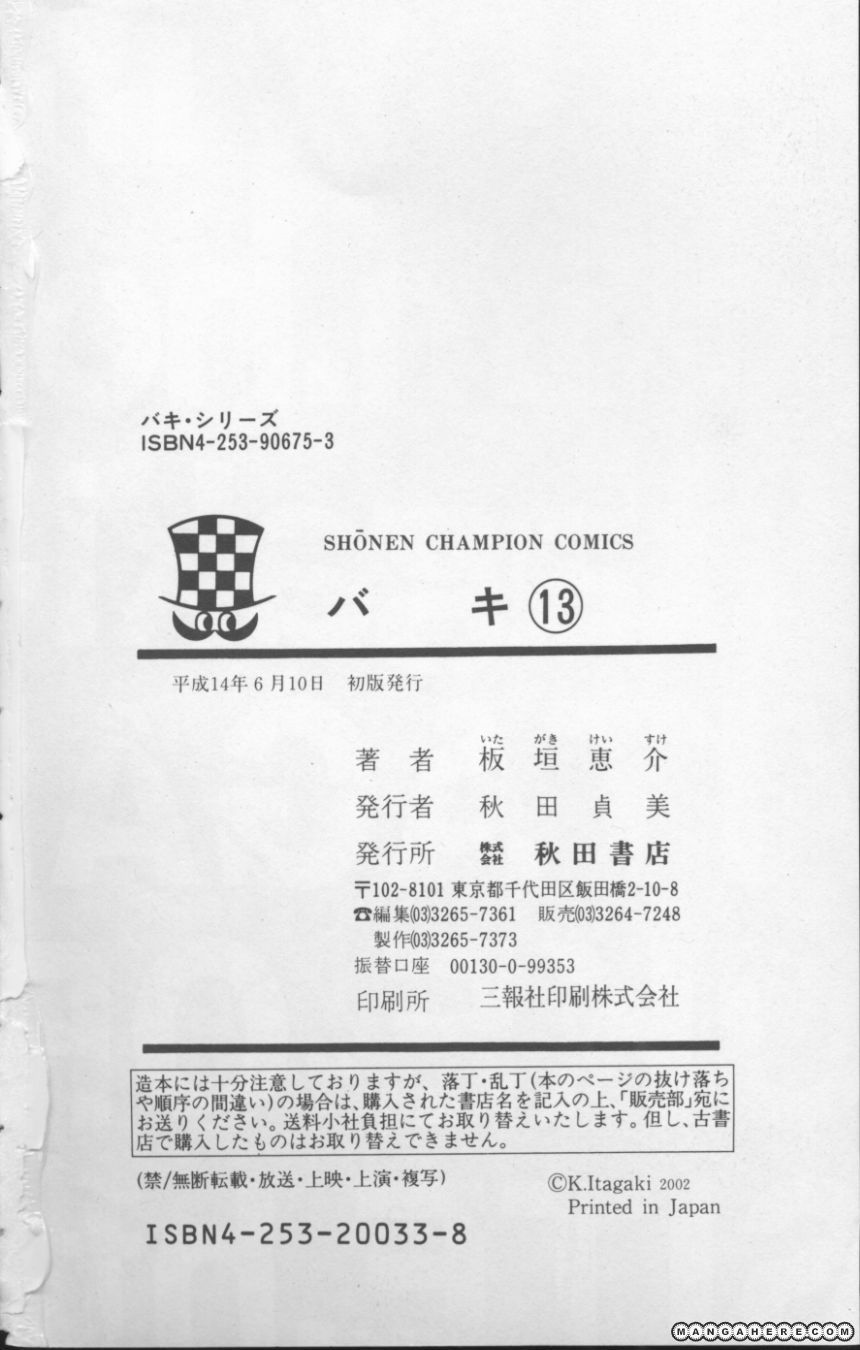 バキ・シリーズ
ISBN4-253-90675-3
SHŌNEN CHAMPION COMICS
バ キ ⑬
平成14年6月10日 初版発行
いた がき けい すけ
著者 板垣恵介
発行者 秋田貞美
発行所 株式会社 秋田書店
〒102-8101 東京都千代田区飯田橋2-10-8
☎編集(03)3265-7361 販売(03)3264-7248
製作(03)3265-7373
振替口座 00130-0-99353
印刷所 三報社印刷株式会社
造本には十分注意しておりますが、落丁・乱丁(本のページの抜け落ち
や順序の間違い)の場合は、購入された書店名を記入の上、「販売部」宛に
お送りください。送料小社負担にてお取り替えいたします。但し、古書
店で購入したものはお取り替えできません。
(禁/無断転載・放送・上映・上演・複写)
©K.Itagaki 2002
Printed in Japan
ISBN4-253-20033-8
MANGAHERE.COM